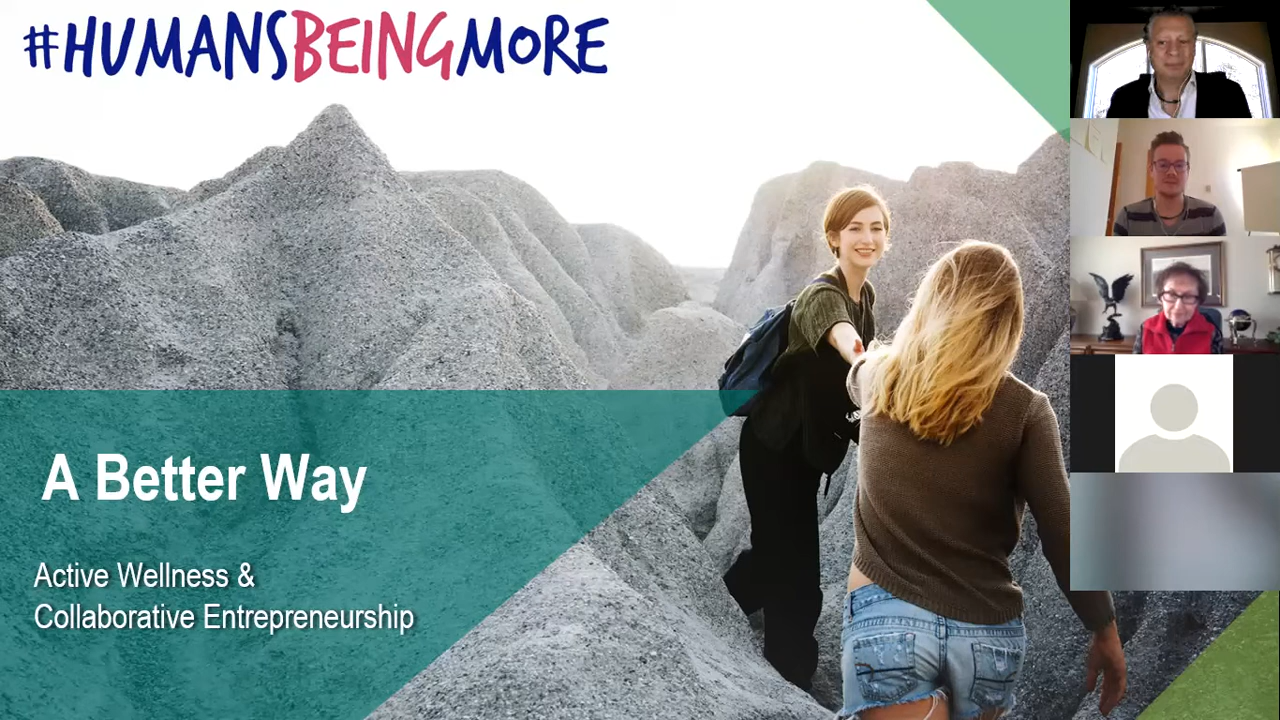 #HUMANSBEINGMORE
A Better Way
Active Wellness &
Collaborative Entrepreneurship